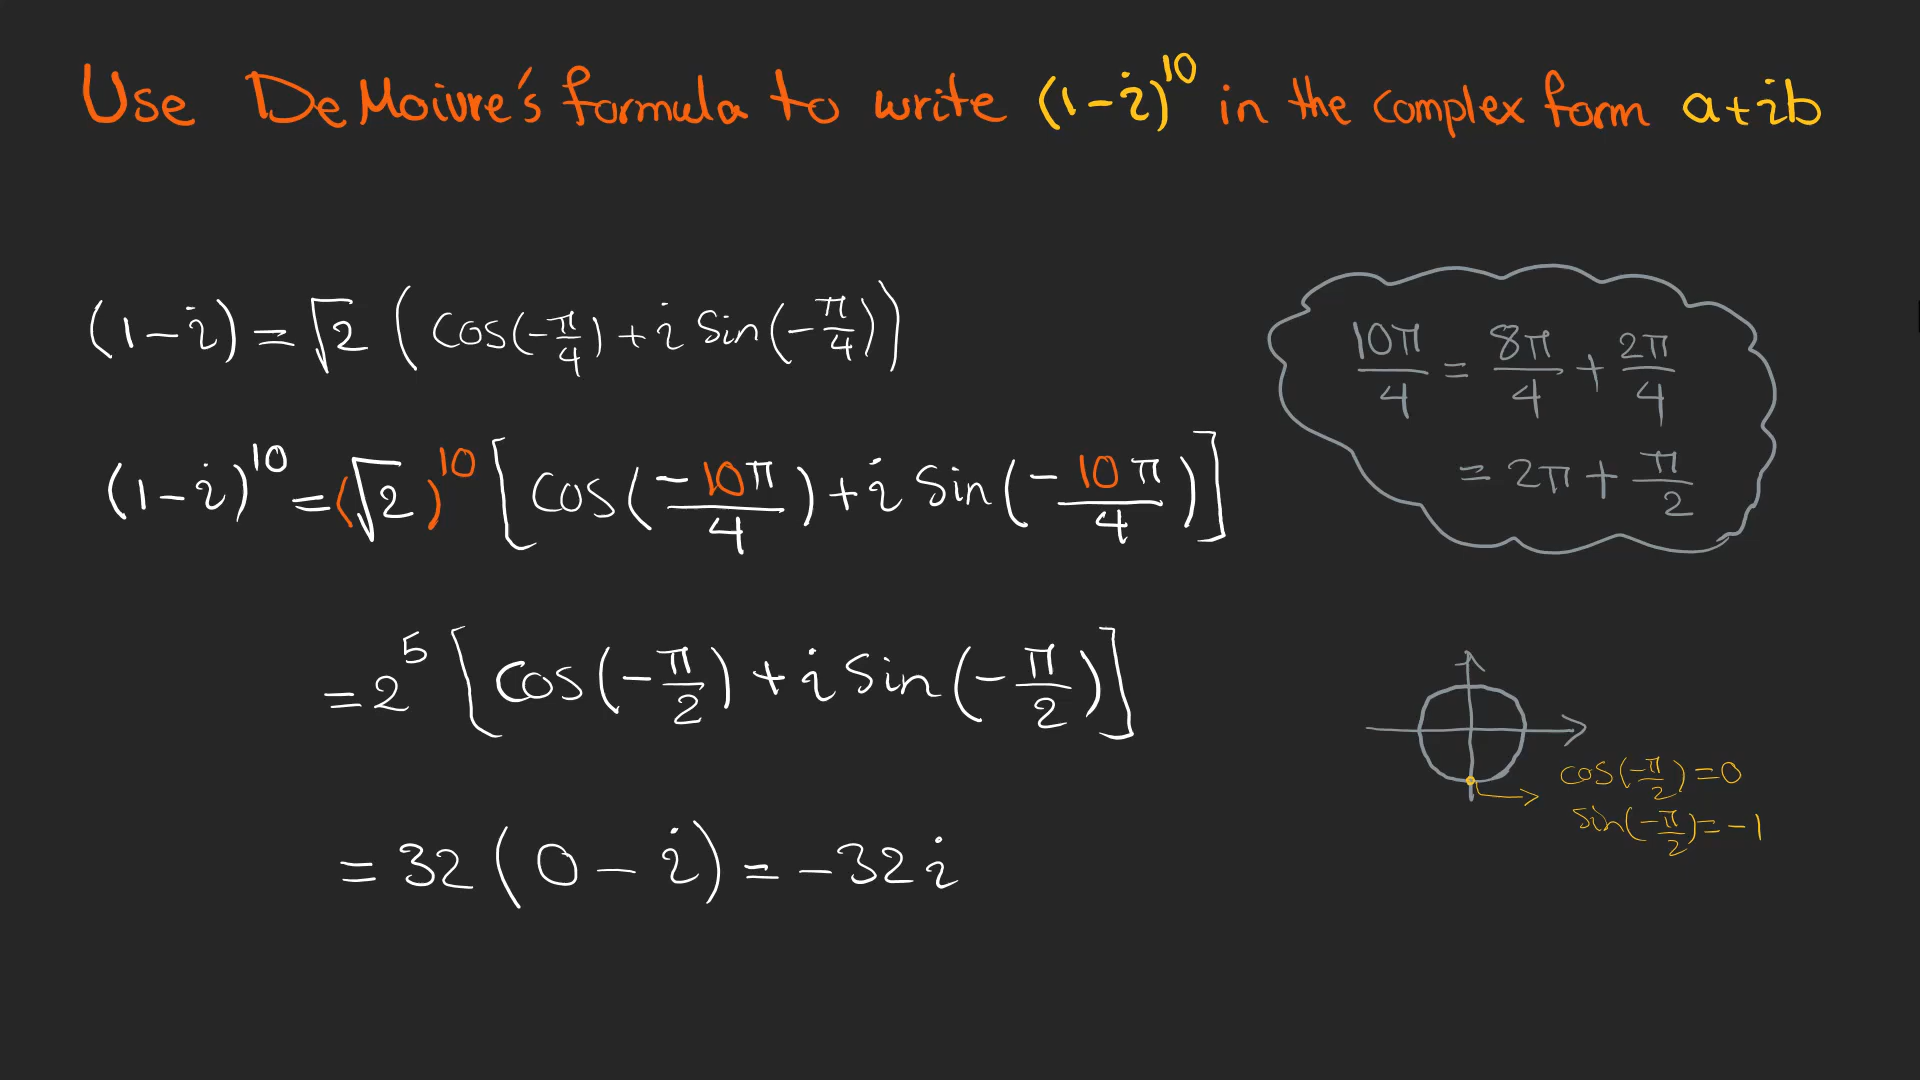 Use DeMoivre's formula to write (1-i)^10 in the complex form a+ib
(1-i) = √2 (cos(-π/4) + i sin(-π/4))
(1-i)^10 = (√2)^10 [cos(-10π/4) + i sin(-10π/4)]
= 2^5 [cos(-π/2) + i sin(-π/2)]
= 32 (0 - i) = -32i
10π/4 = 8π/4 + 2π/4
= 2π + π/2
cos(-π/2) = 0
sin(-π/2) = -1